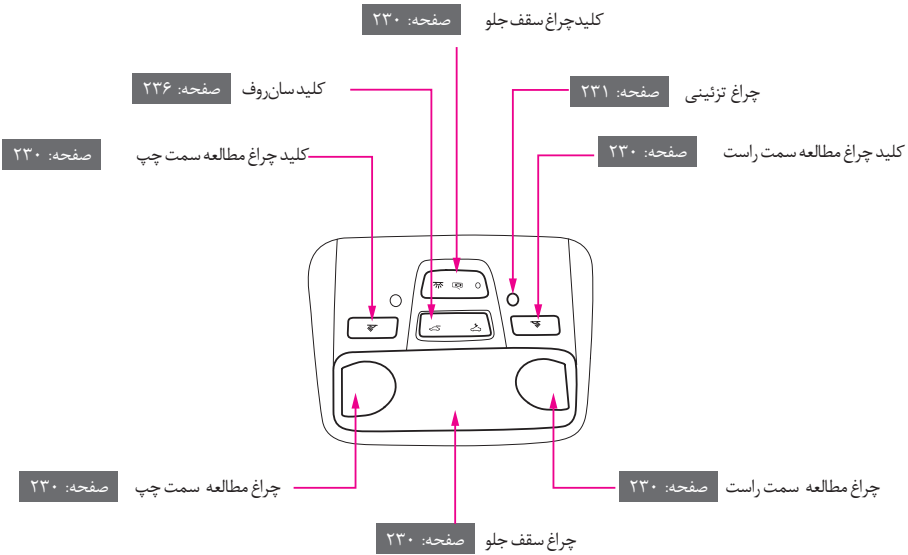 کلید چراغ سقف جلو صفحه: ۲۳۰
چراغ تزئینی صفحه: ۲۳۱
کلید سان‌روف صفحه: ۲۳۶
کلید چراغ مطالعه سمت راست صفحه: ۲۳۰
کلید چراغ مطالعه سمت چپ صفحه: ۲۳۰
چراغ مطالعه سمت راست صفحه: ۲۳۰
چراغ مطالعه سمت چپ صفحه: ۲۳۰
چراغ سقف جلو صفحه: ۲۳۰